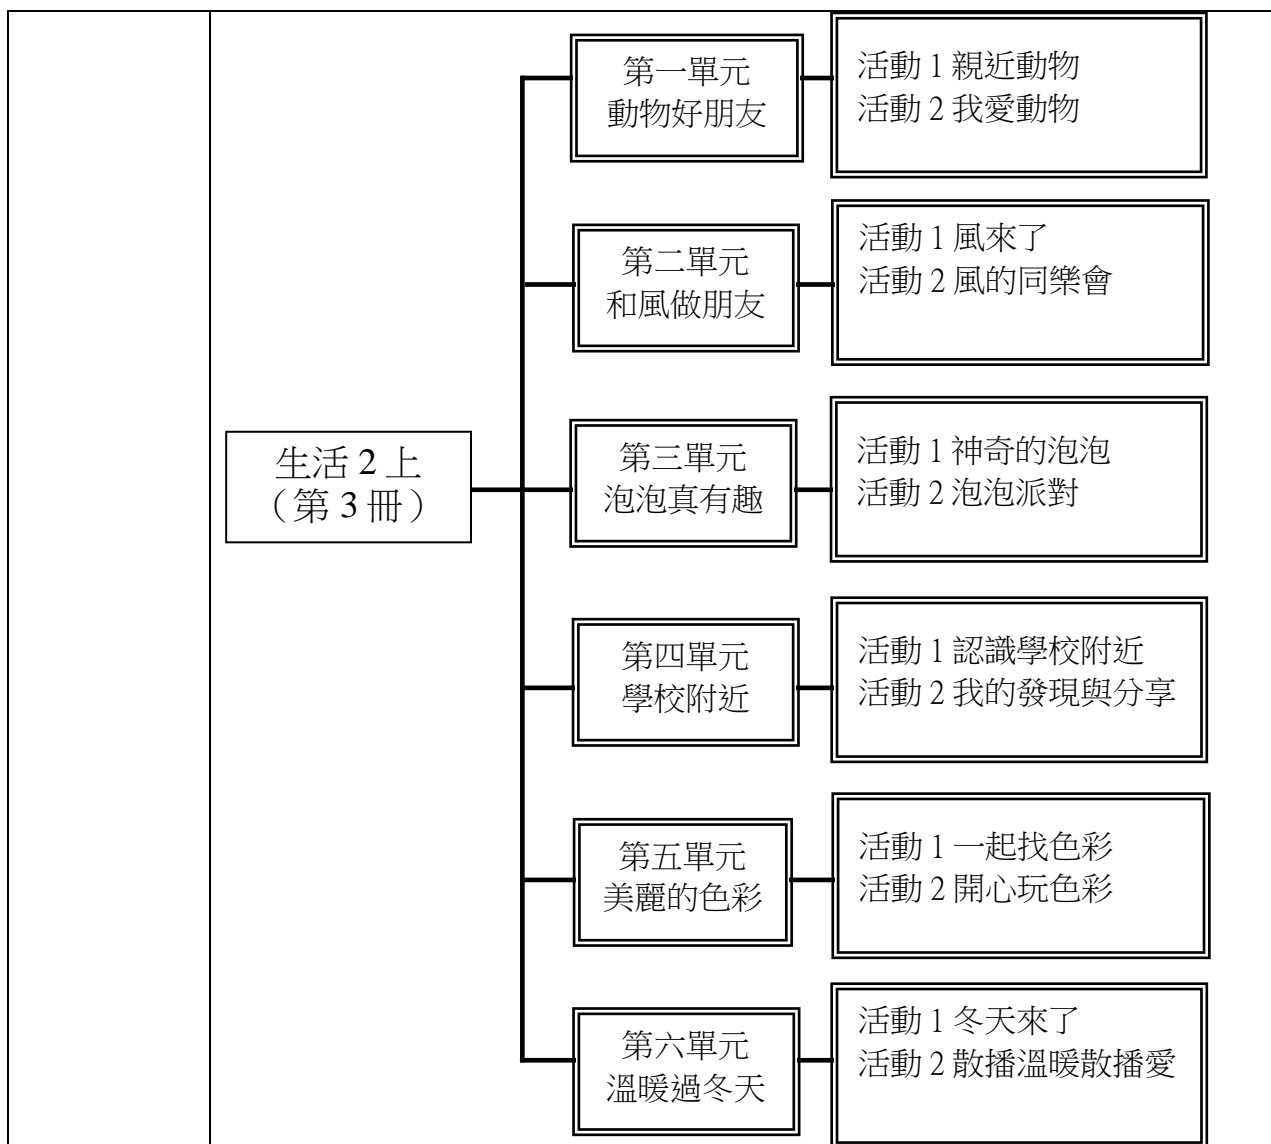 生活 2 上
（第 3 冊）
第一單元
動物好朋友
活動 1 親近動物
活動 2 我愛動物
第二單元
和風做朋友
活動 1 風來了
活動 2 風的同樂會
第三單元
泡泡真有趣
活動 1 神奇的泡泡
活動 2 泡泡派對
第四單元
學校附近
活動 1 認識學校附近
活動 2 我的發現與分享
第五單元
美麗的色彩
活動 1 一起找色彩
活動 2 開心玩色彩
第六單元
溫暖過冬天
活動 1 冬天來了
活動 2 散播溫暖散播愛